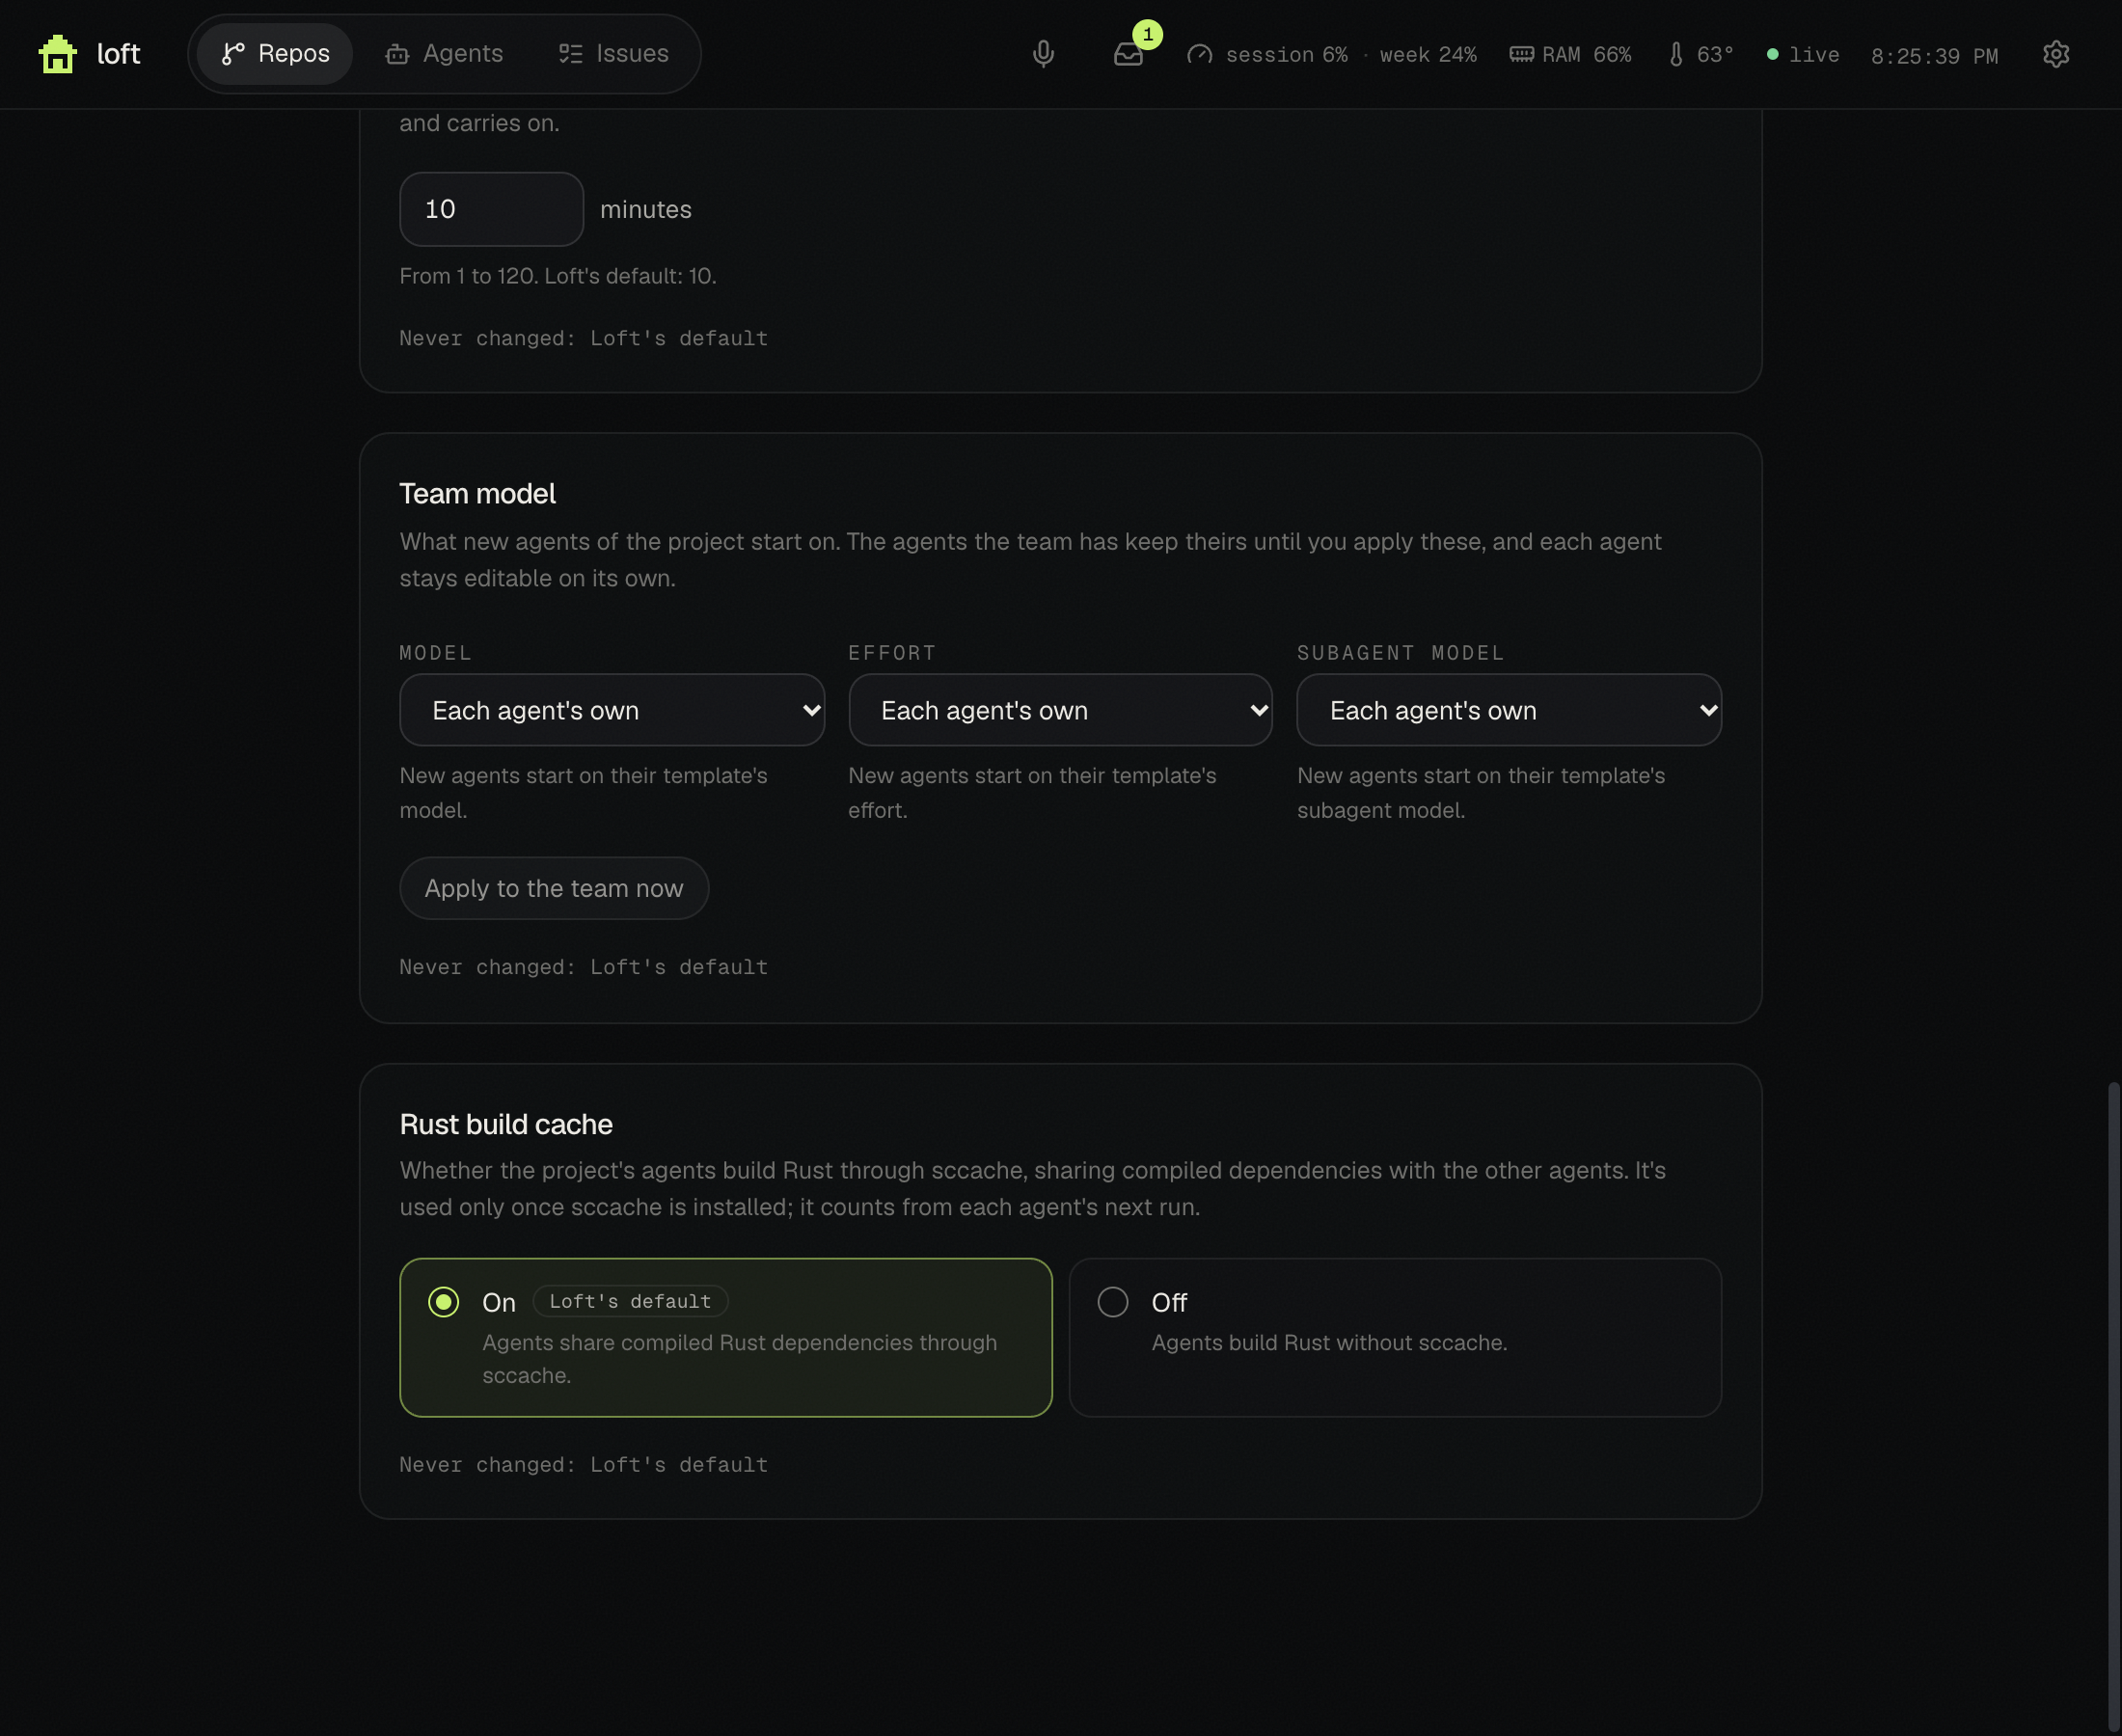 loft
Repos
Agents
Issues
1
session 6% · week 24%
RAM 66%
63°
live
8:25:39 PM
and carries on.
10
minutes
From 1 to 120. Loft's default: 10.
Never changed: Loft's default
Team model
What new agents of the project start on. The agents the team has keep theirs until you apply these, and each agent
stays editable on its own.
MODEL
EFFORT
SUBAGENT MODEL
Each agent's own
Each agent's own
Each agent's own
New agents start on their template's
model.
New agents start on their template's
effort.
New agents start on their template's
subagent model.
Apply to the team now
Never changed: Loft's default
Rust build cache
Whether the project's agents build Rust through sccache, sharing compiled dependencies with the other agents. It's
used only once sccache is installed; it counts from each agent's next run.
On
Loft's default
Agents share compiled Rust dependencies through
sccache.
Off
Agents build Rust without sccache.
Never changed: Loft's default